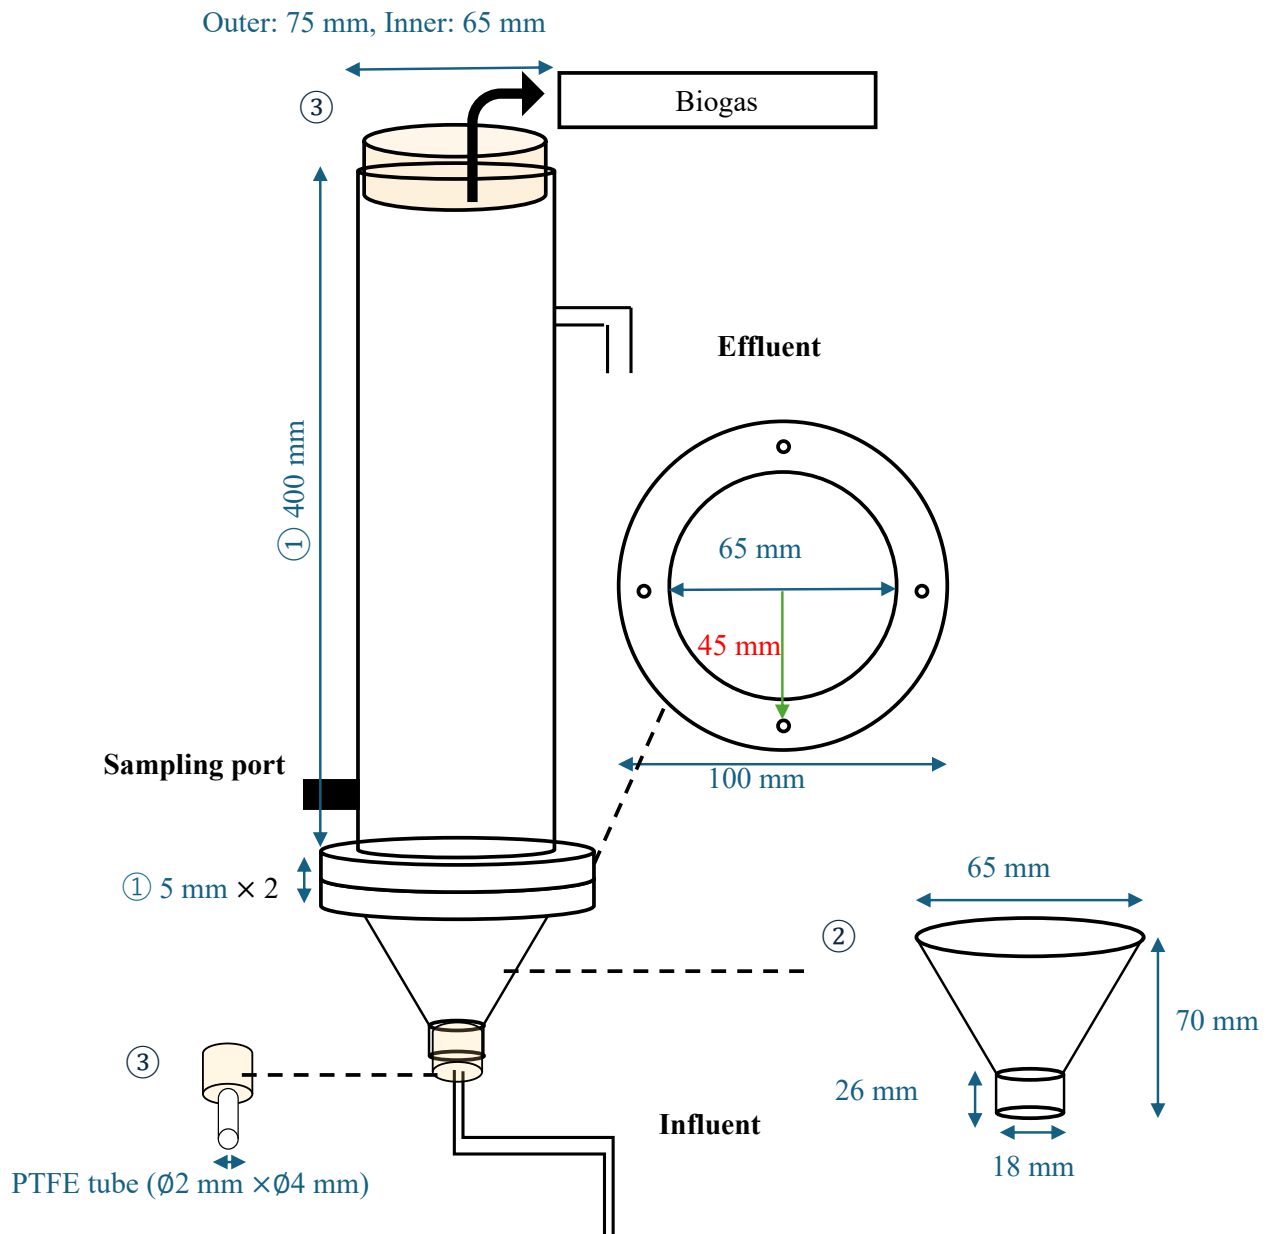 Outer: 75 mm, Inner: 65 mm
③
Biogas
Effluent
① 400 mm
65 mm
45 mm
Sampling port
100 mm
① 5 mm × 2
65 mm
②
70 mm
③
26 mm
Influent
18 mm
PTFE tube (Ø2 mm ×Ø4 mm)